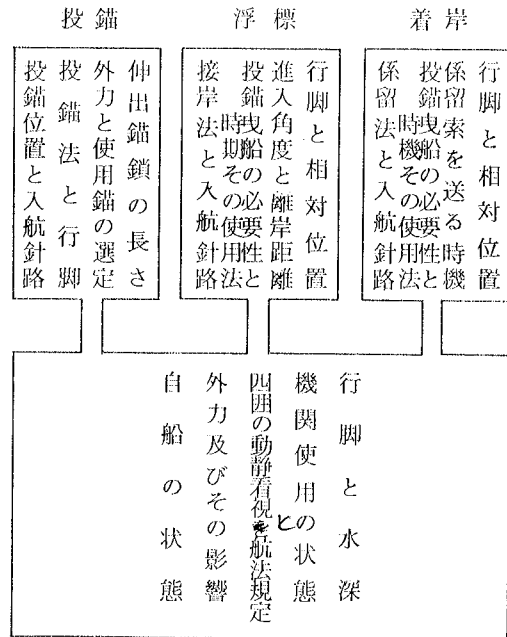 着岸
行脚と相対位置
係留索を送る時機
投錨曳船の必要性と
時機その使用法
係留法と入航針路
浮標
行脚と相対位置
進入角度と離岸距離
投錨曳船の必要性と
時期その使用法
接岸法と入航針路
投錨
伸出錨鎖の長さ
外力と使用錨の選定
投錨法と行脚
投錨位置と入航針路
行脚と水深
機関使用の状態
四囲の動静看視と航法規定
外力及びその影響
自船の状態